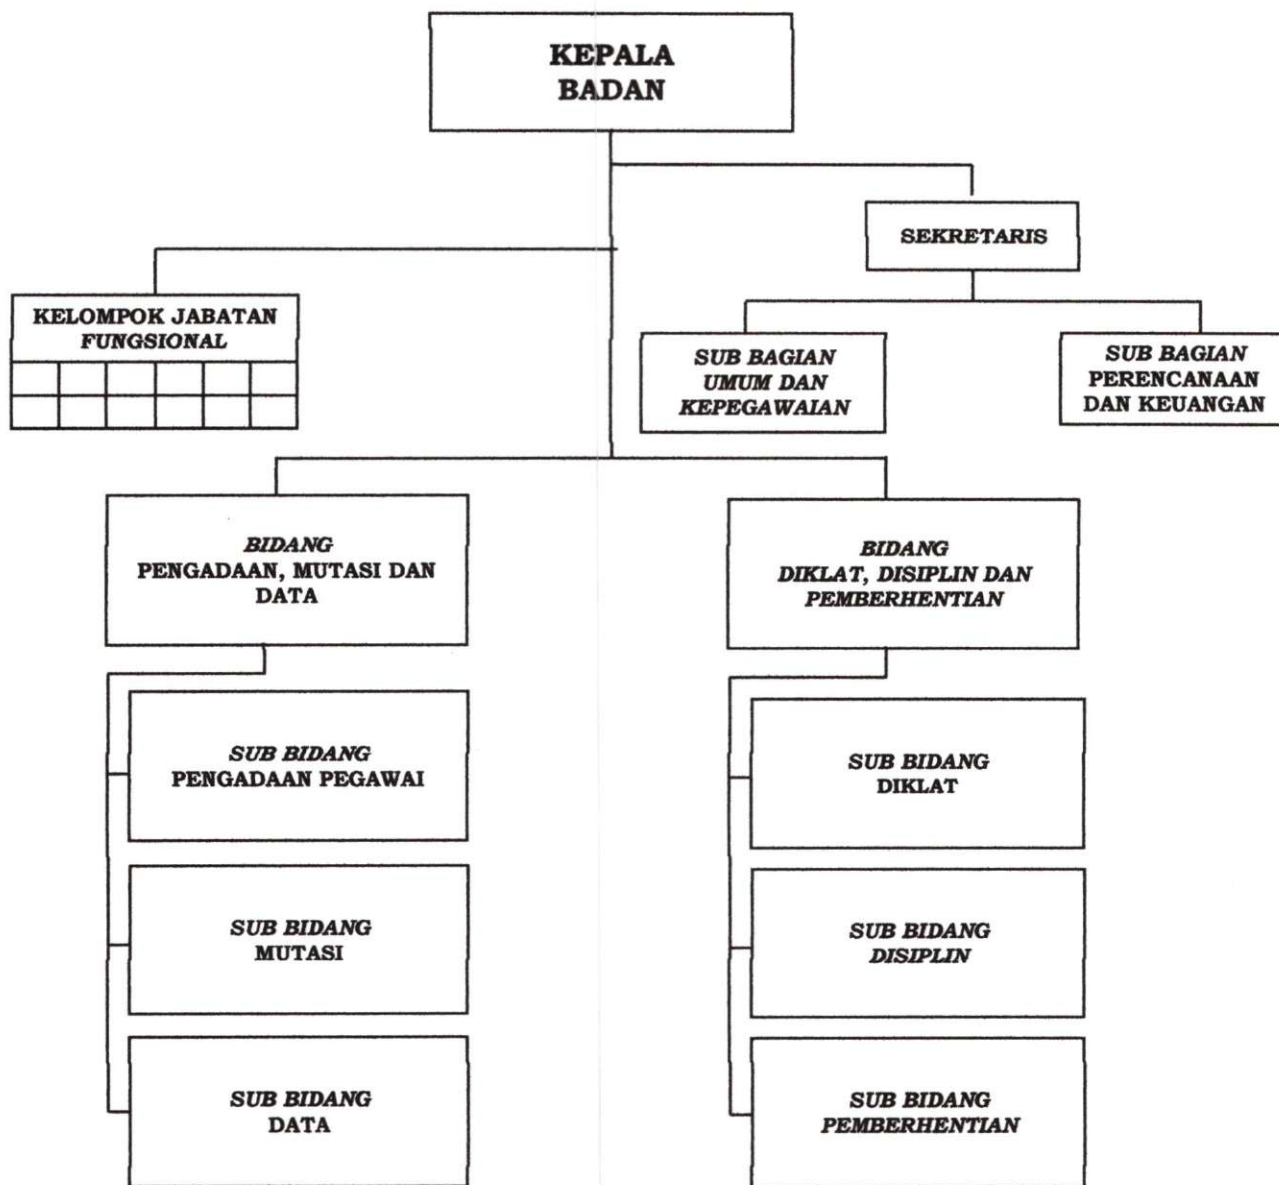 KEPALA
BADAN
SEKRETARIS
KELOMPOK JABATAN
FUNGSIONAL
SUB BAGIAN
UMUM DAN
KEPEGAWAIAN
SUB BAGIAN
PERENCANAAN
DAN KEUANGAN
BIDANG
PENGADAAN, MUTASI DAN
DATA
BIDANG
DIKLAT, DISIPLIN DAN
PEMBERHENTIAN
SUB BIDANG
PENGADAAN PEGAWAI
SUB BIDANG
DIKLAT
SUB BIDANG
MUTASI
SUB BIDANG
DISIPLIN
SUB BIDANG
DATA
SUB BIDANG
PEMBERHENTIAN